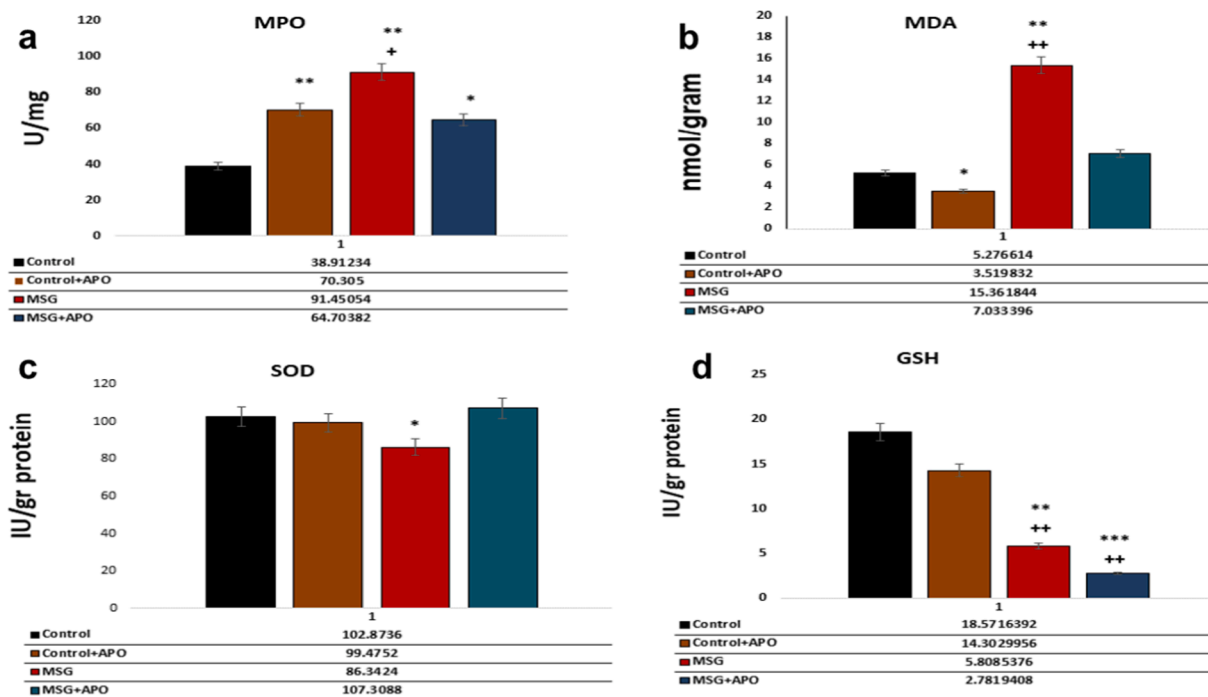 a
MPO
U/mg
120
100
80
60
40
20
0
**
**
+
*
1
Control 38.91234
Control+APO 70.305
MSG 91.45054
MSG+APO 64.70382
b
MDA
nmol/gram
20
18
16
14
12
10
8
6
4
2
0
*
**
++
1
Control 5.276614
Control+APO 3.519832
MSG 15.361844
MSG+APO 7.033396
c
SOD
IU/gr protein
120
100
80
60
40
20
0
*
1
Control 102.8736
Control+APO 99.4752
MSG 86.3424
MSG+APO 107.3088
d
GSH
IU/gr protein
25
20
15
10
5
0
**
++
***
++
1
Control 18.5716392
Control+APO 14.3029956
MSG 5.8085376
MSG+APO 2.7819408